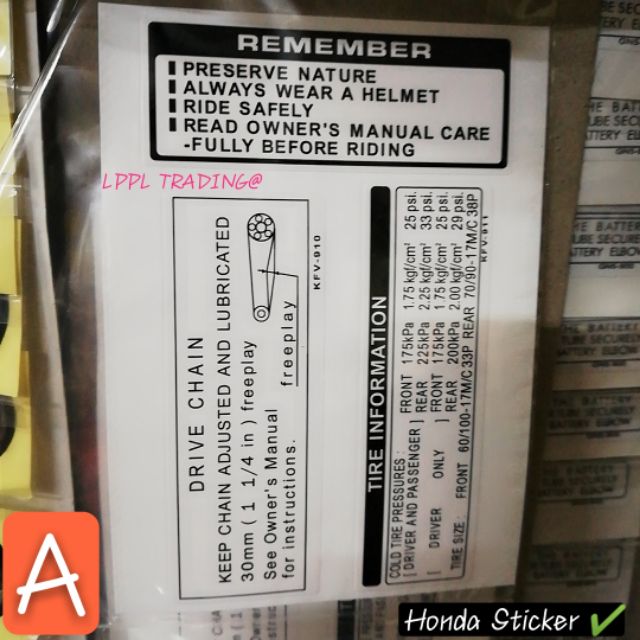 REMEMBER
PRESERVE NATURE
ALWAYS WEAR A HELMET
RIDE SAFELY
READ OWNER'S MANUAL CARE
-FULLY BEFORE RIDING
LPPL TRADING@
DRIVE CHAIN
KEEP CHAIN ADJUSTED AND LUBRICATED
30mm ( 1 1/4 in ) freeplay
See Owner's Manual
for instructions.
freeplay
KFV-910
TIRE INFORMATION
COLD TIRE PRESSURES:
[ DRIVER AND PASSENGER ] FRONT 175kPa 1.75 kgf/cm² 25 psi.
REAR 225kPa 2.25 kgf/cm² 33 psi.
[ DRIVER ONLY ] FRONT 175kPa 1.75 kgf/cm² 25 psi.
REAR 200kPa 2.00 kgf/cm² 29 psi.
TIRE SIZE: FRONT 60/100-17M/C 33P REAR 70/90-17M/C 38P
KFV-911
A
Honda Sticker